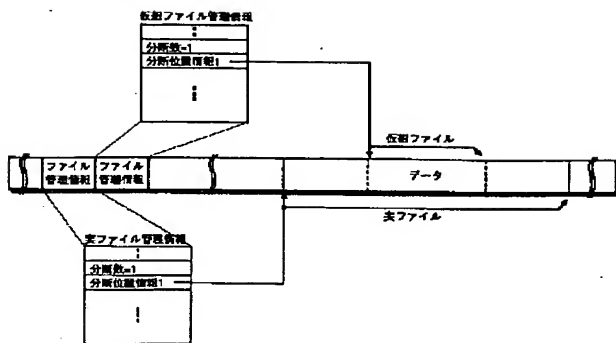 仮想ファイル管理情報
分断数=1
分断位置情報1
仮想ファイル
ファイル
管理情報
ファイル
管理情報
データ
実ファイル
実ファイル管理情報
分断数=1
分断位置情報1